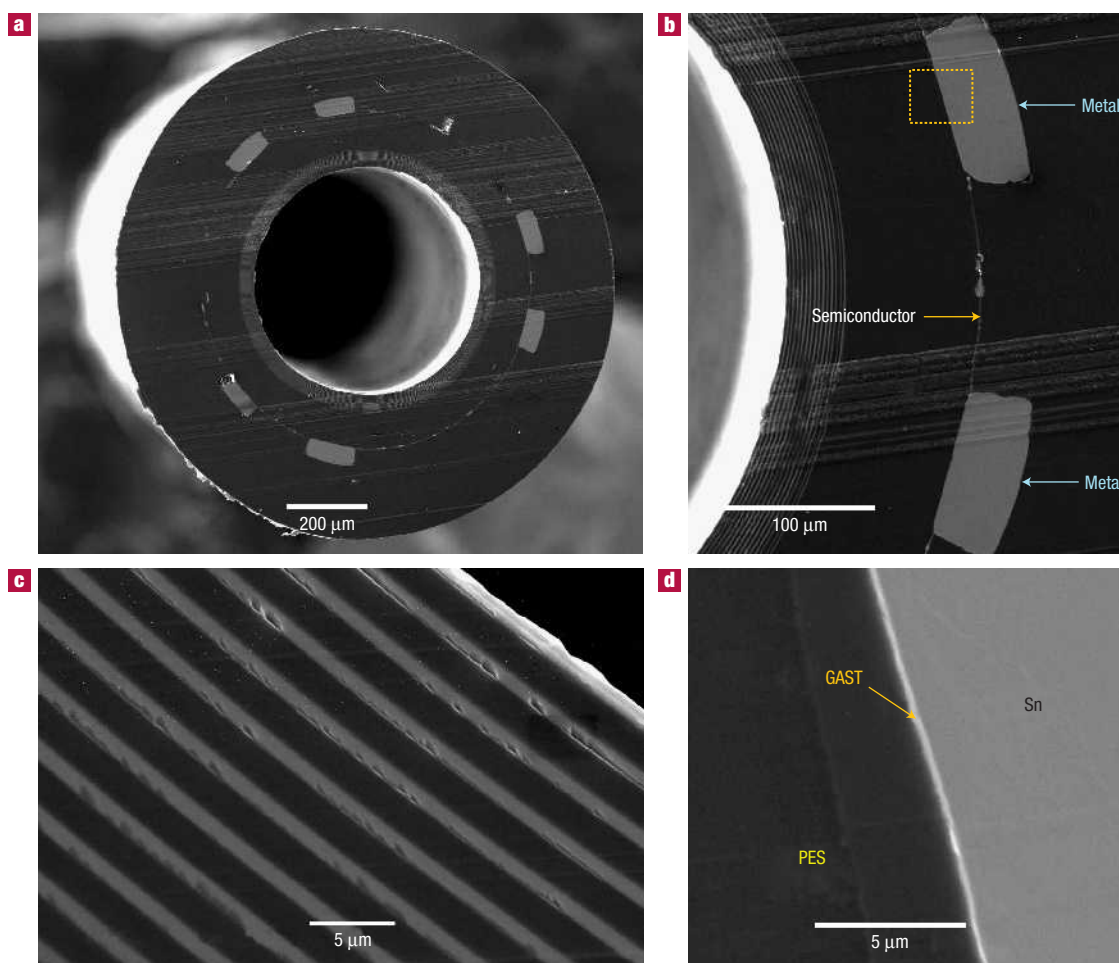 a
200 μm
b
Metal
Semiconductor
Metal
100 μm
c
5 μm
d
GAST
Sn
PES
5 μm